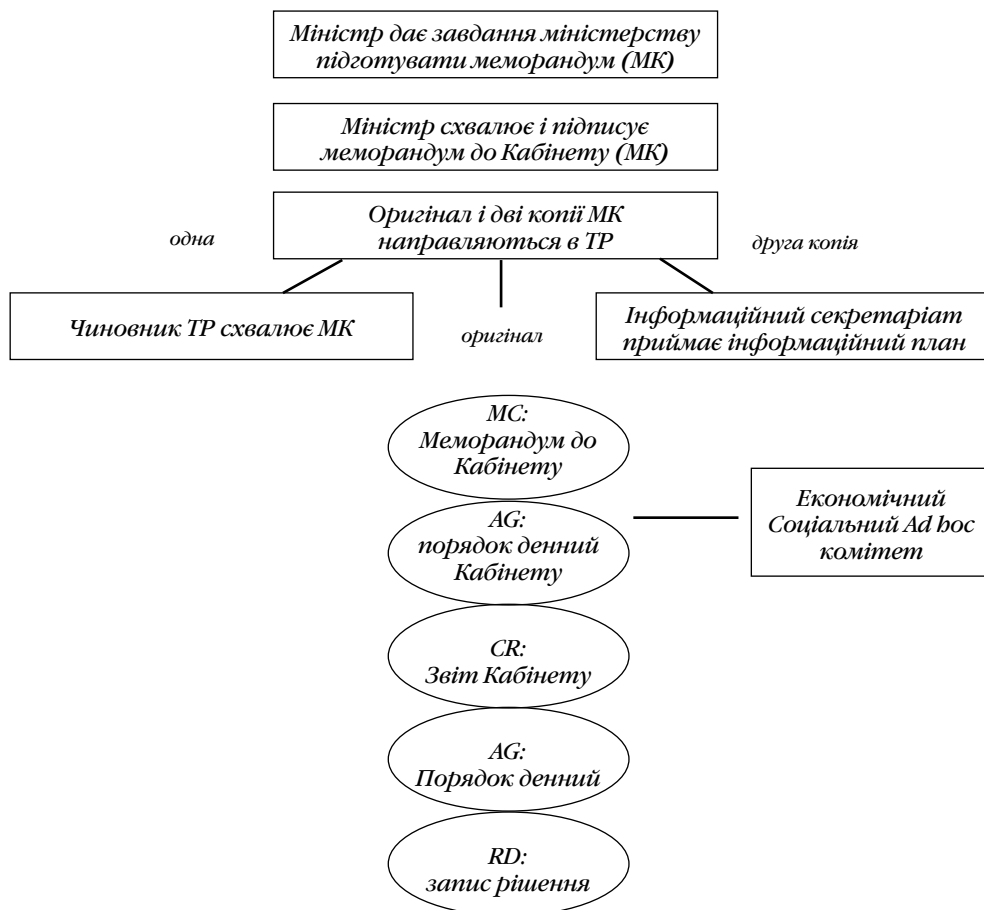 Міністр дає завдання міністерству
підготувати меморандум (МК)
Міністр схвалює і підписує
меморандум до Кабінету (МК)
Оригінал і дві копії МК
направляються в ТР
одна
друга копія
Чиновник ТР схвалює МК
оригінал
Інформаційний секретаріат
приймає інформаційний план
МС:
Меморандум до
Кабінету
AG:
порядок денний
Кабінету
Економічний
Соціальний Ad hoc
комітет
CR:
Звіт Кабінету
AG:
Порядок денний
RD:
запис рішення